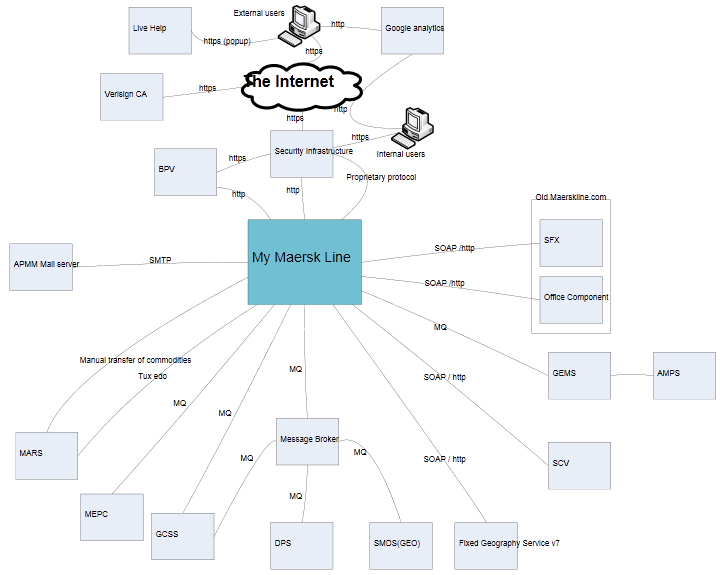 External users
Live Help
http
Google analytics
https (popup)
https
The Internet
Verisign CA
https
http
https
https
Security Infrastructure
Internal users
https
BPV
Proprietary protocol
http
http
Old Maerskline.com
SFX
SOAP /http
My Maersk Line
APMM Mail server
SMTP
SOAP /http
Office Component
MQ
Manual transfer of commodities
MQ
GEMS
AMPS
Tux edo
SOAP / http
MQ
MQ
Message Broker
MARS
MQ
MQ
SOAP / http
SCV
MQ
MEPC
GCSS
DPS
SMDS(GEO)
Fixed Geography Service v7